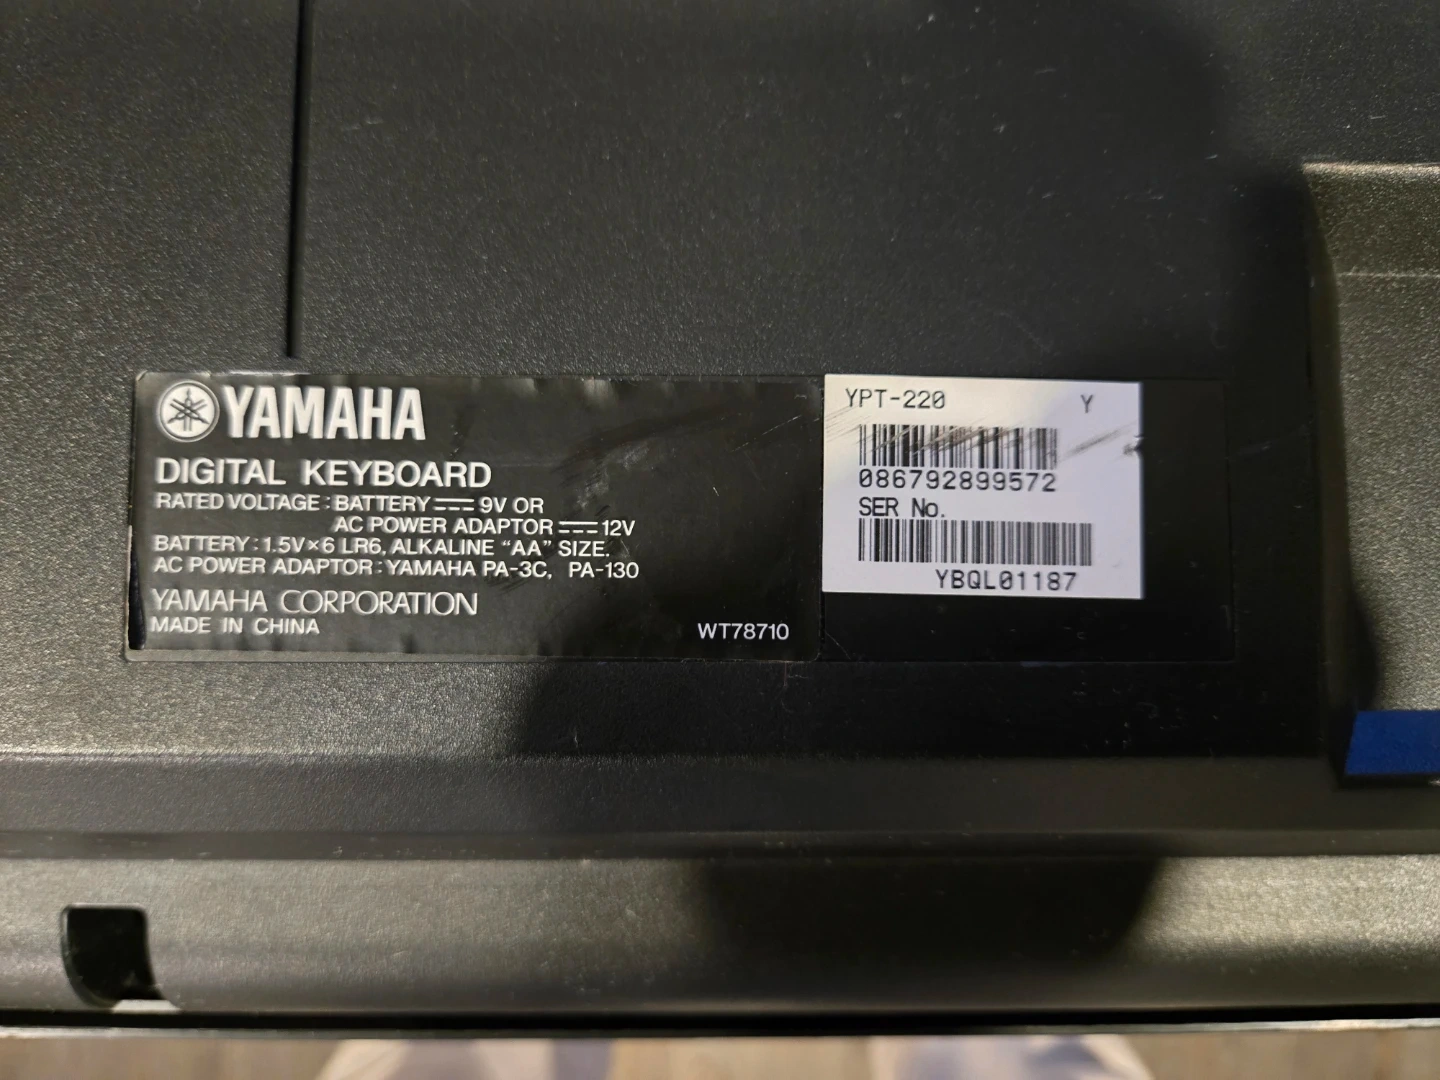 YAMAHA
DIGITAL KEYBOARD
RATED VOLTAGE : BATTERY ⎓ 9V OR
AC POWER ADAPTOR ⎓ 12V
BATTERY : 1.5V×6 LR6, ALKALINE “AA” SIZE.
AC POWER ADAPTOR : YAMAHA PA-3C, PA-130
YAMAHA CORPORATION
MADE IN CHINA
WT78710
YPT-220 Y
086792899572
SER No.
YBQL01187